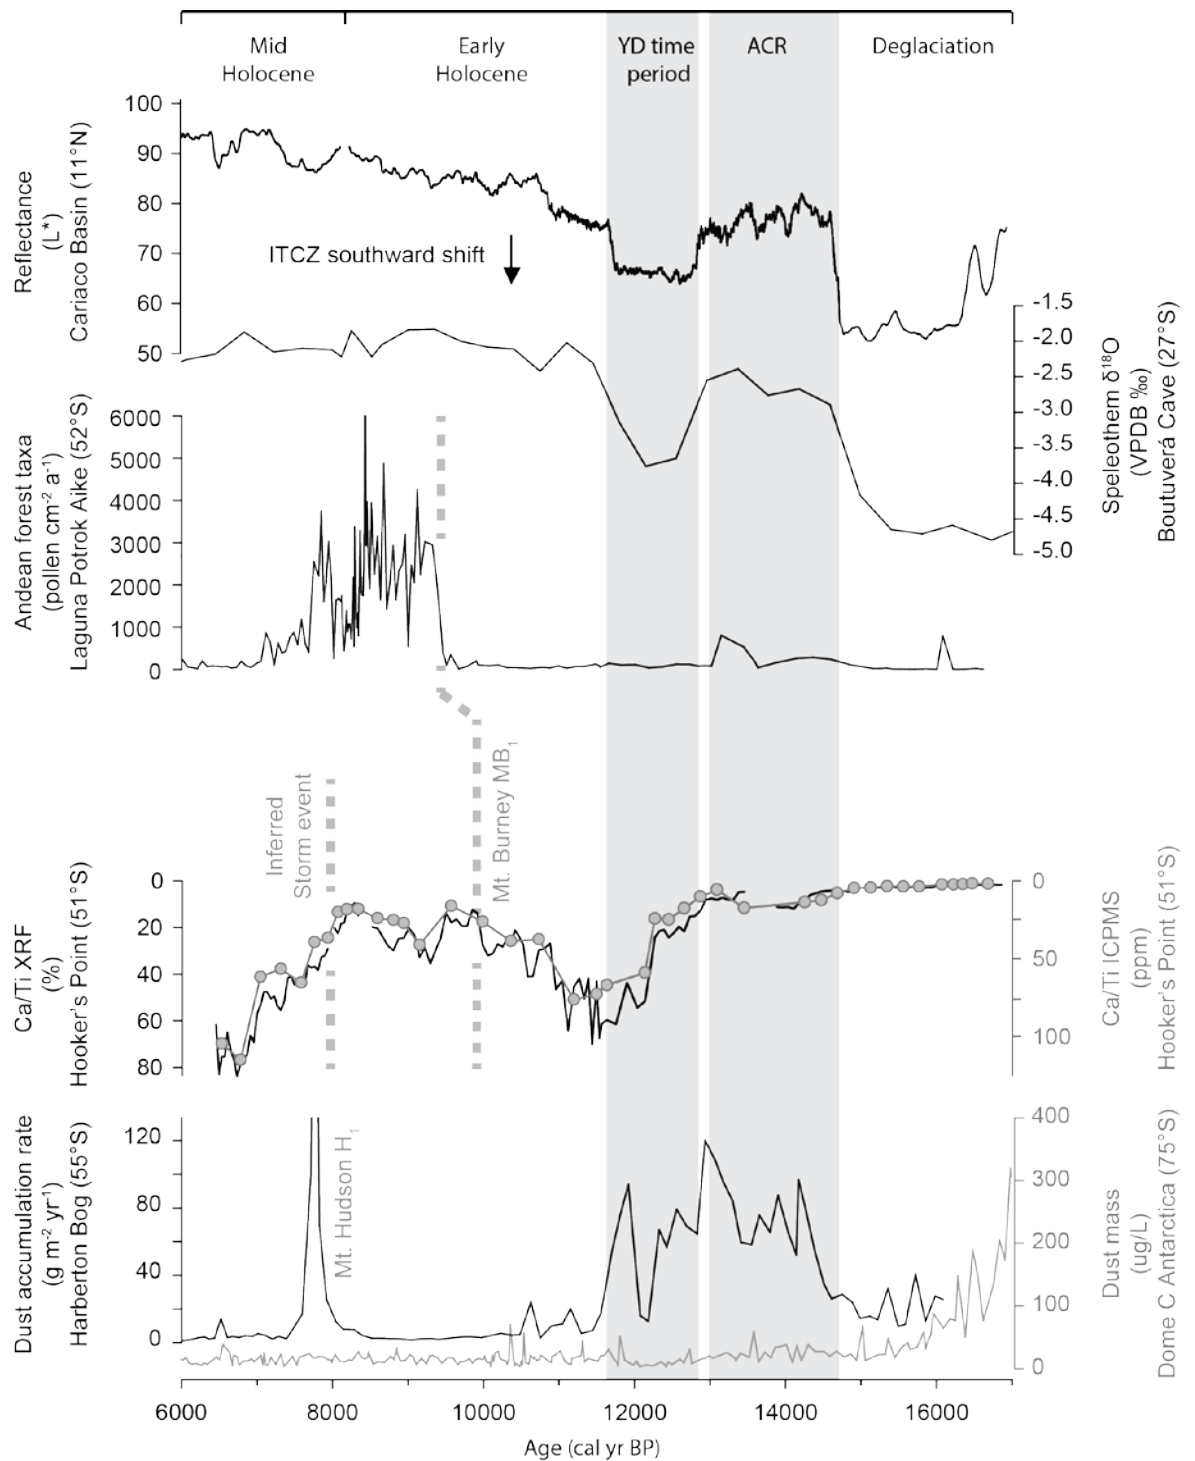 Mid
Holocene
Early
Holocene
YD time
period
ACR
Deglaciation
Reflectance
(L*)
Cariaco Basin (11°N)
100
90
80
70
60
50
ITCZ southward shift
-1.5
-2.0
-2.5
-3.0
-3.5
-4.0
-4.5
-5.0
Speleothem δ¹⁸O
(VPDB ‰)
Boutuverá Cave (27°S)
Andean forest taxa
(pollen cm⁻² a⁻¹)
Laguna Potrok Aike (52°S)
6000
5000
4000
3000
2000
1000
0
Inferred
Storm event
Mt. Burney MB₁
Ca/Ti XRF
(%)
Hooker's Point (51°S)
0
20
40
60
80
0
50
100
Ca/Ti ICPMS
(ppm)
Hooker's Point (51°S)
Dust accumulation rate
(g m⁻² yr⁻¹)
Harberton Bog (55°S)
120
80
40
0
Mt. Hudson H₁
400
300
200
100
0
Dust mass
(ug/L)
Dome C Antarctica (75°S)
6000
8000
10000
12000
14000
16000
Age (cal yr BP)